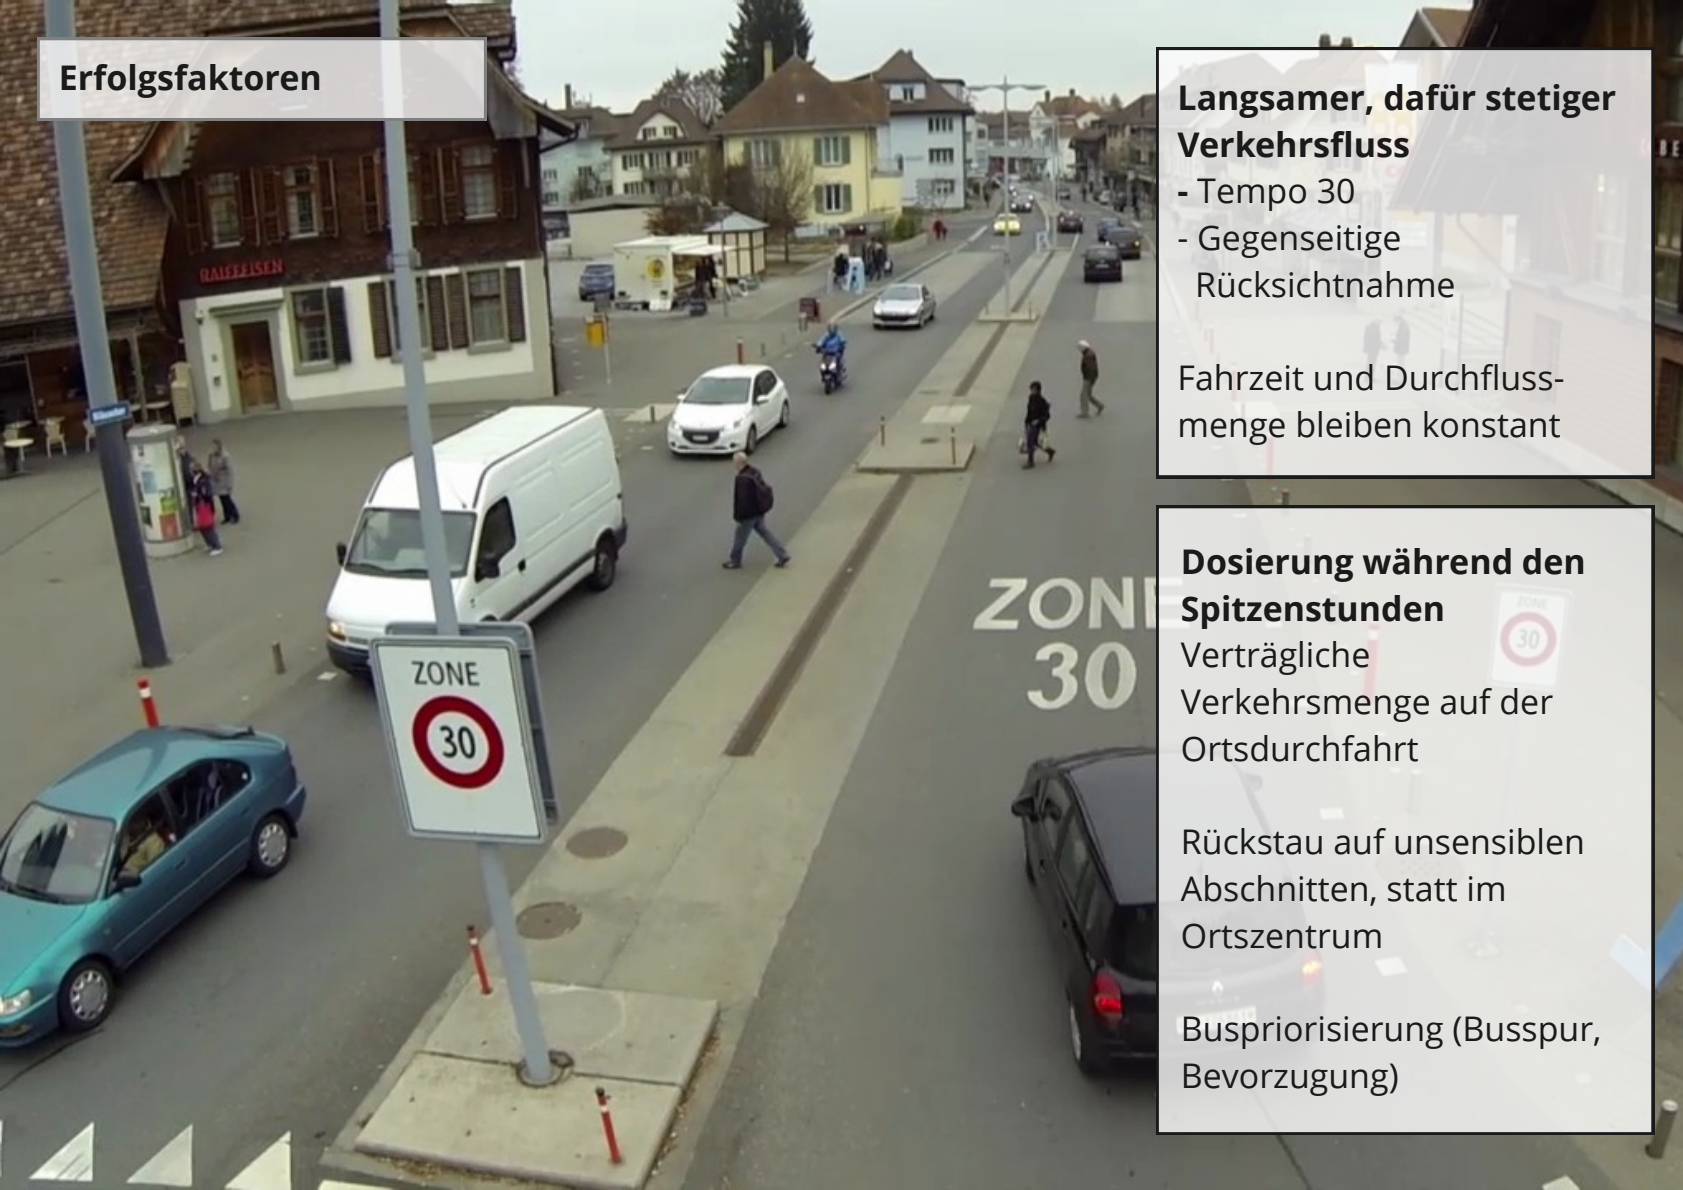 Erfolgsfaktoren
Langsamer, dafür stetiger
Verkehrsfluss
- Tempo 30
- Gegenseitige
Rücksichtnahme
Fahrzeit und Durchfluss-
menge bleiben konstant
Dosierung während den
Spitzenstunden
Verträgliche
Verkehrsmenge auf der
Ortsdurchfahrt
Rückstau auf unsensiblen
Abschnitten, statt im
Ortszentrum
Buspriorisierung (Busspur,
Bevorzugung)
RAIFFEISEN
ZONE
30
ZONE
30
ZONE
30